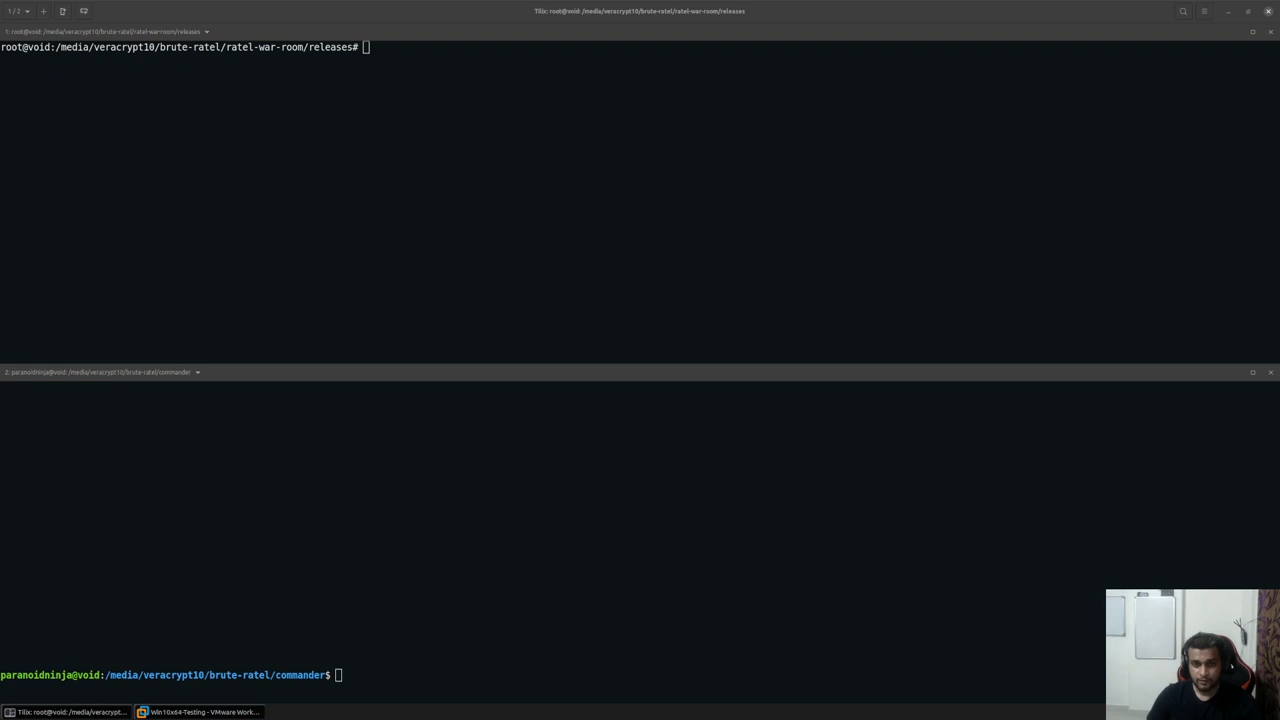 1 / 2
Tilix: root@void: /media/veracrypt10/brute-ratel/ratel-war-room/releases
1: root@void: /media/veracrypt10/brute-ratel/ratel-war-room/releases
root@void:/media/veracrypt10/brute-ratel/ratel-war-room/releases#
2: paranoidninja@void: /media/veracrypt10/brute-ratel/commander
paranoidninja@void:/media/veracrypt10/brute-ratel/commander$
Tilix: root@void: /media/veracrypt...
Win10x64-Testing - VMware Work...